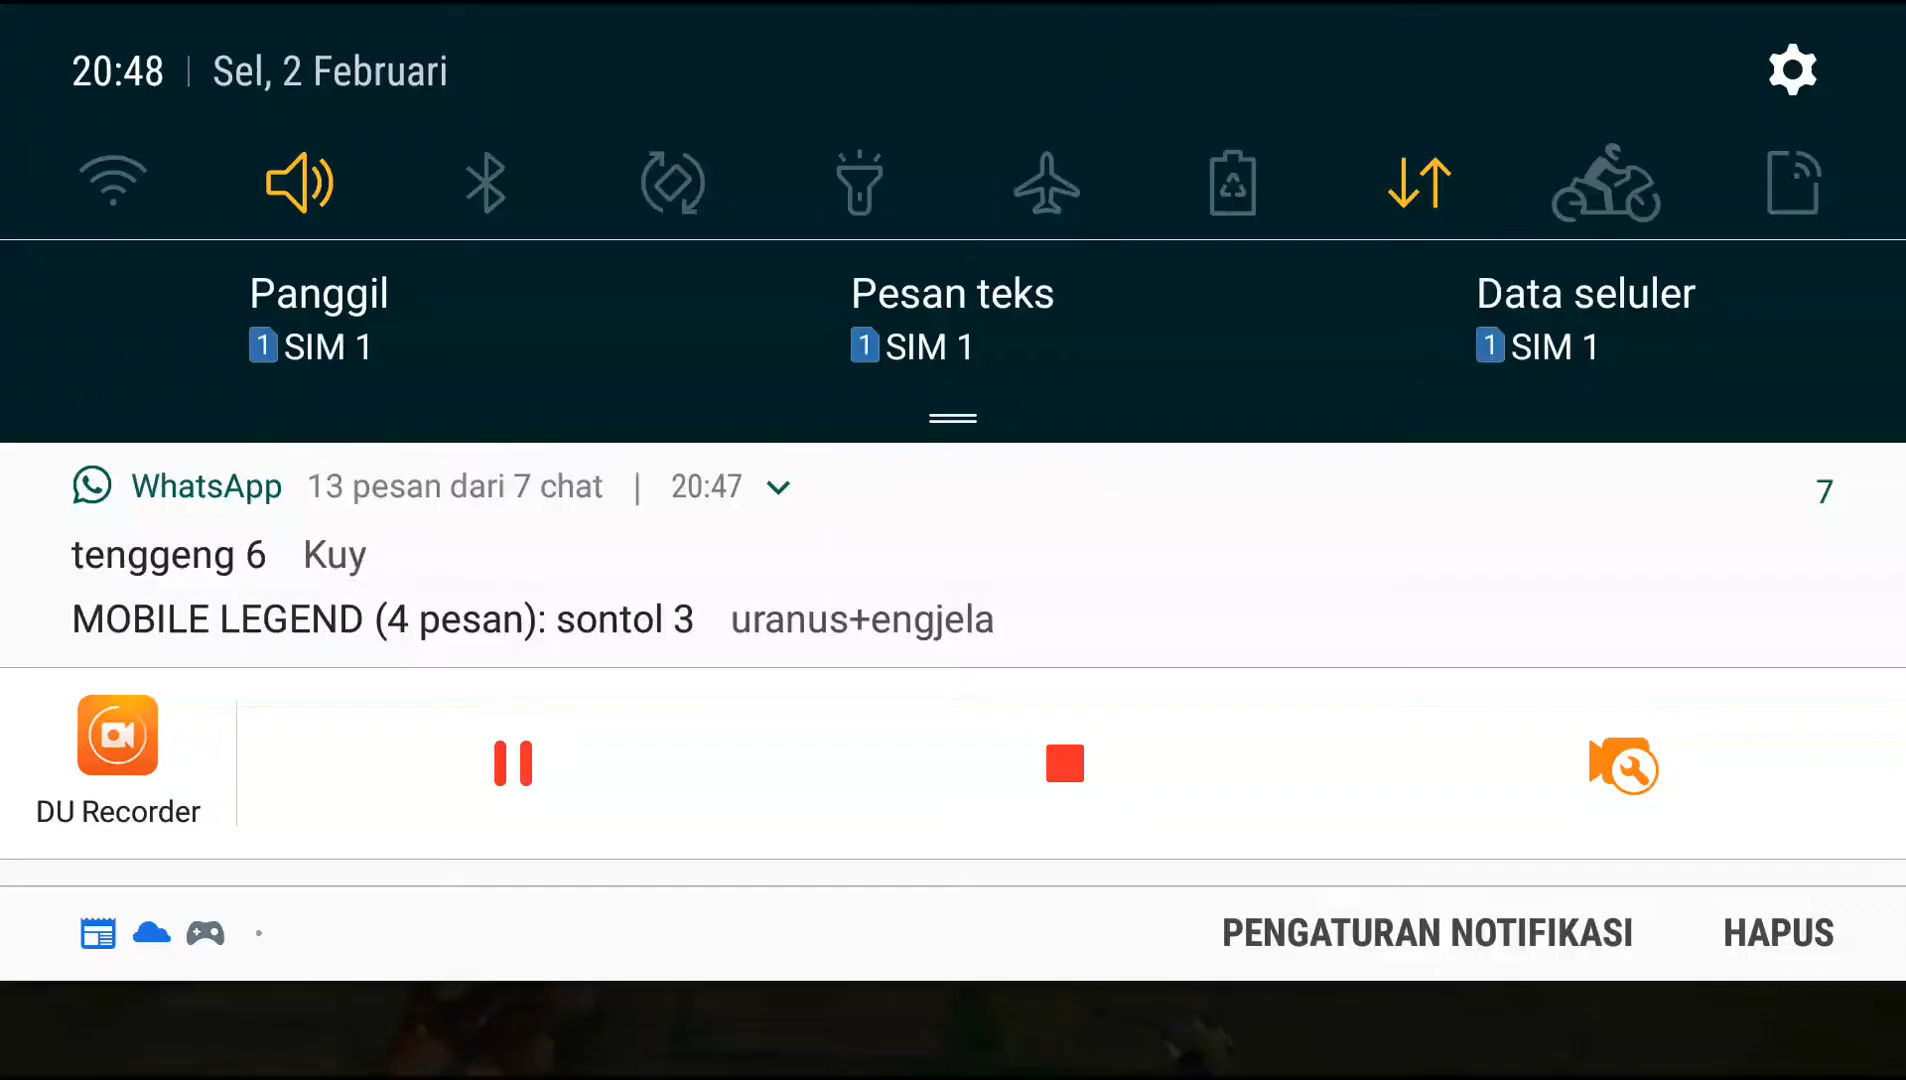 20:48 | Sel, 2 Februari
Panggil
1 SIM 1
Pesan teks
1 SIM 1
Data seluler
1 SIM 1
WhatsApp 13 pesan dari 7 chat | 20:47
7
tenggeng 6 Kuy
MOBILE LEGEND (4 pesan): sontol 3 uranus+engjela
DU Recorder
PENGATURAN NOTIFIKASI HAPUS